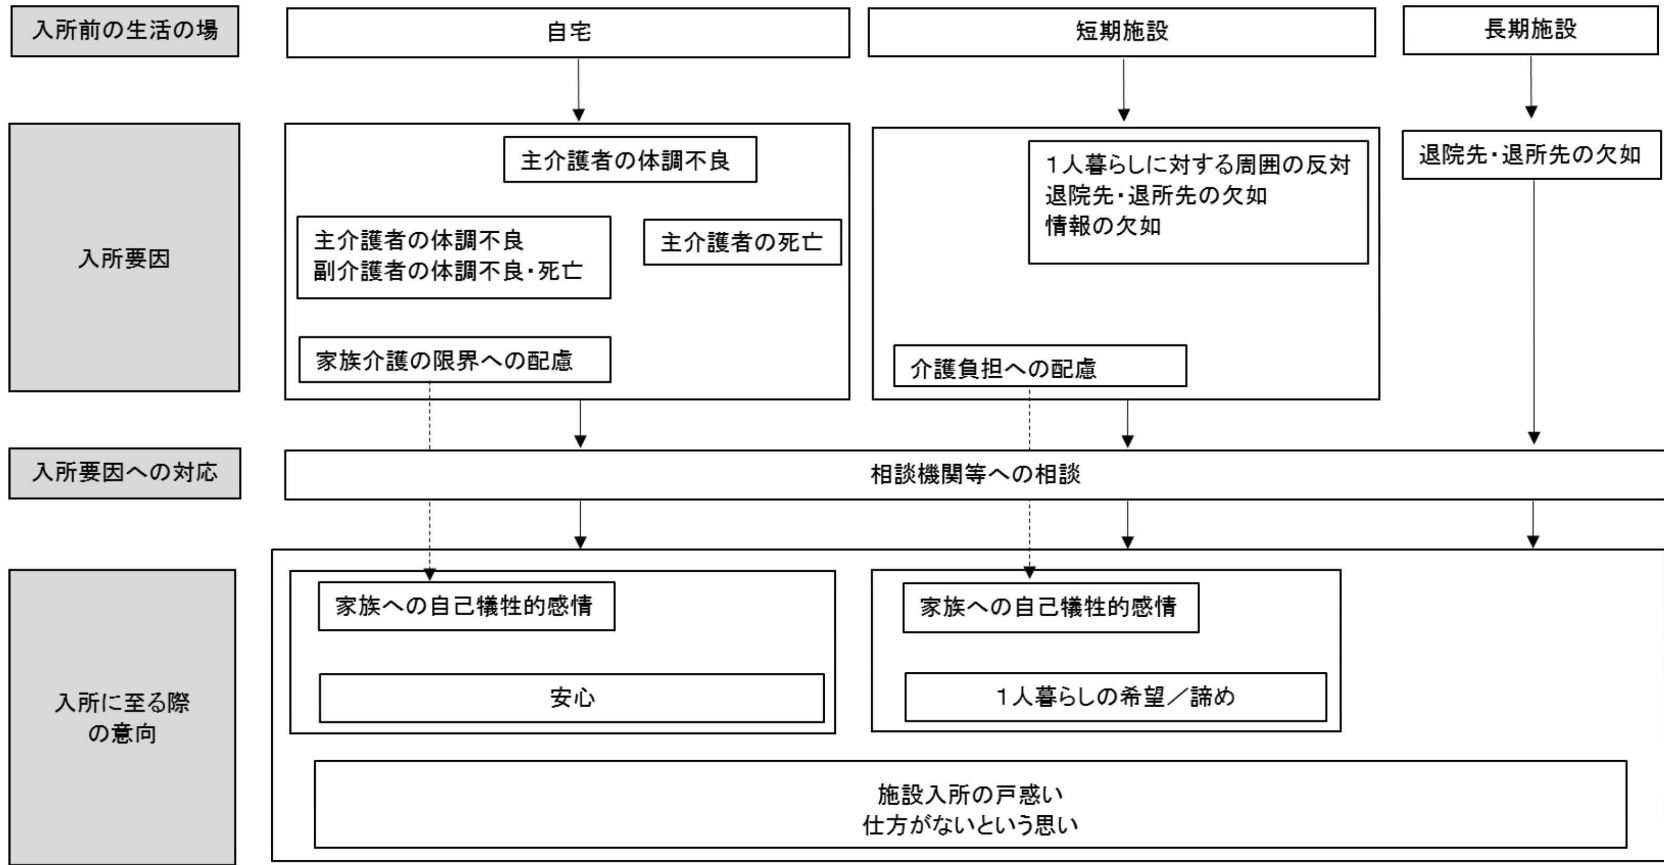 入所前の生活の場
自宅
短期施設
長期施設
入所要因
主介護者の体調不良
主介護者の体調不良
副介護者の体調不良・死亡
主介護者の死亡
家族介護の限界への配慮
１人暮らしに対する周囲の反対
退院先・退所先の欠如
情報の欠如
介護負担への配慮
退院先・退所先の欠如
入所要因への対応
相談機関等への相談
入所に至る際
の意向
家族への自己犠牲的感情
安心
家族への自己犠牲的感情
１人暮らしの希望／諦め
施設入所の戸惑い
仕方がないという思い